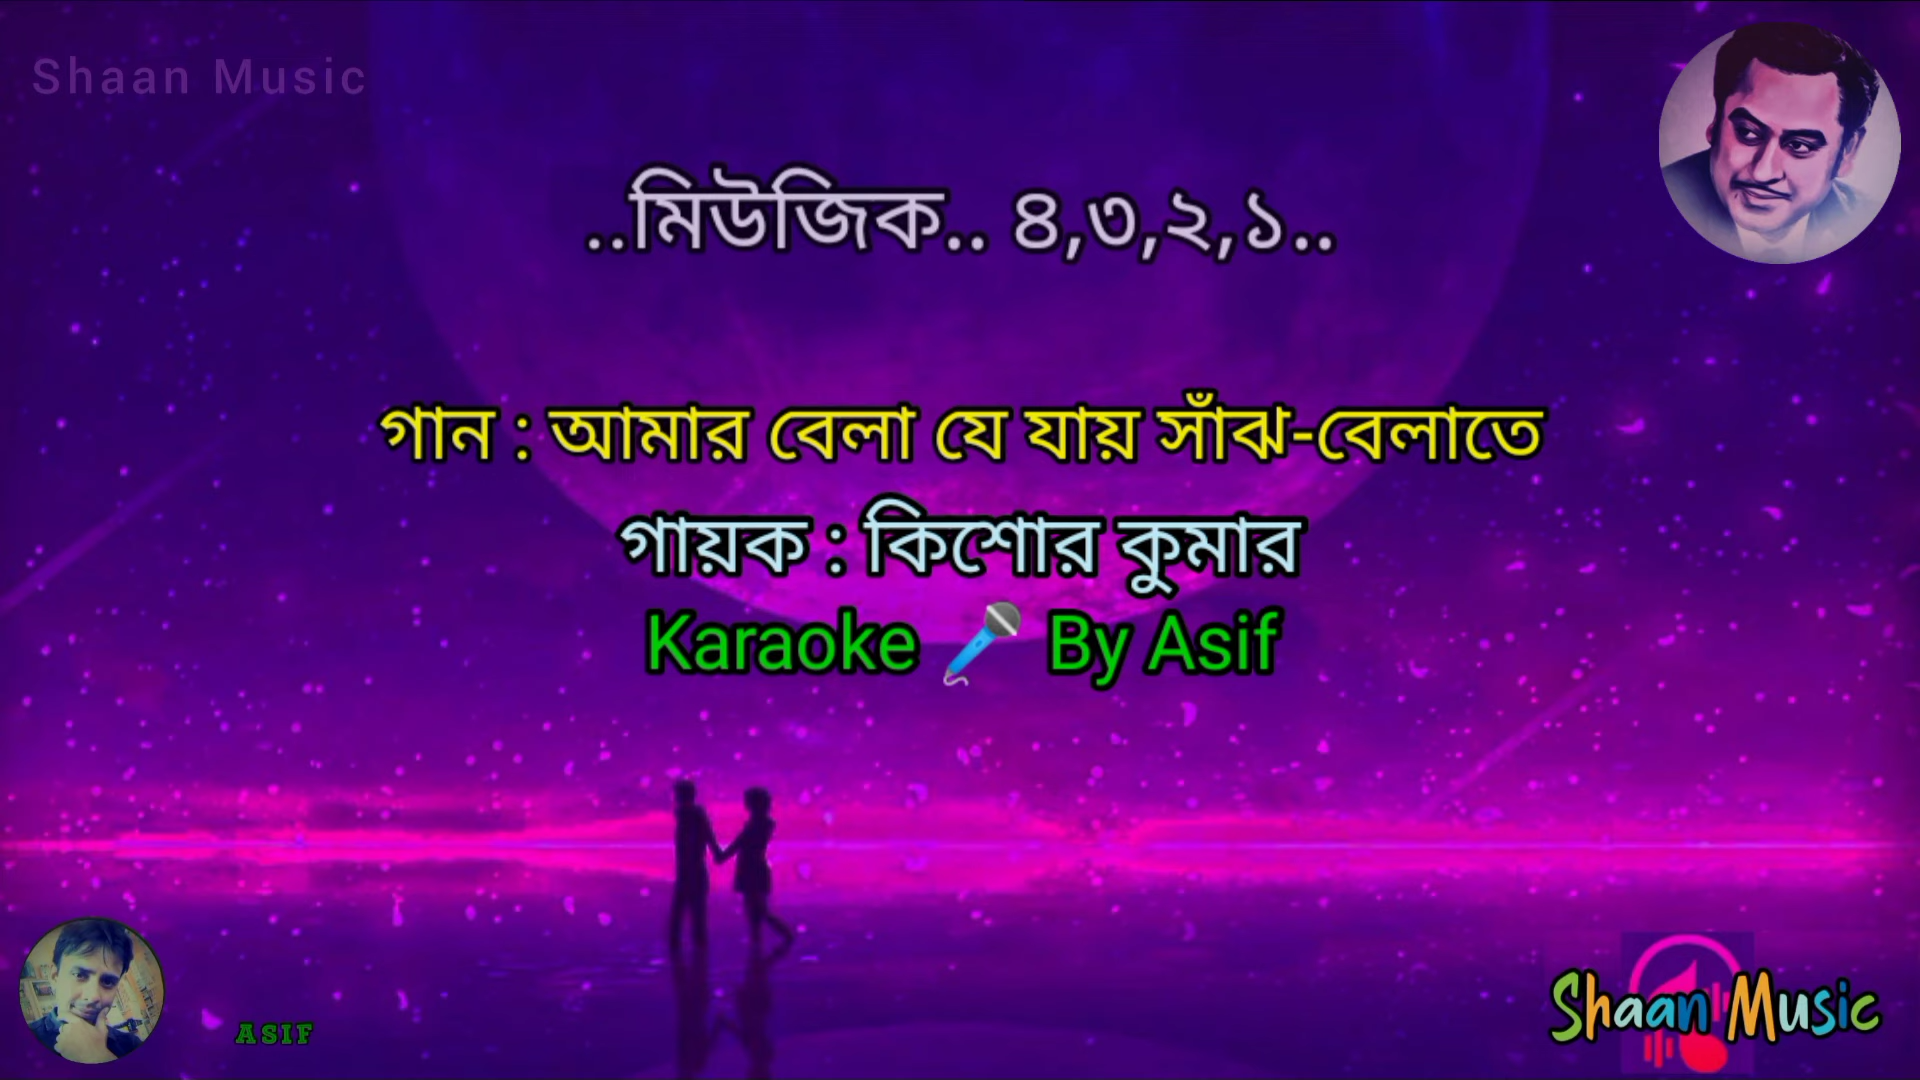 Shaan Music
..মিউজিক.. ৪,৩,২,১..
গান : আমার বেলা যে যায় সাঁঝ-বেলাতে
গায়ক : কিশোর কুমার
Karaoke 🎤 By Asif
ASIF
Shaan Music